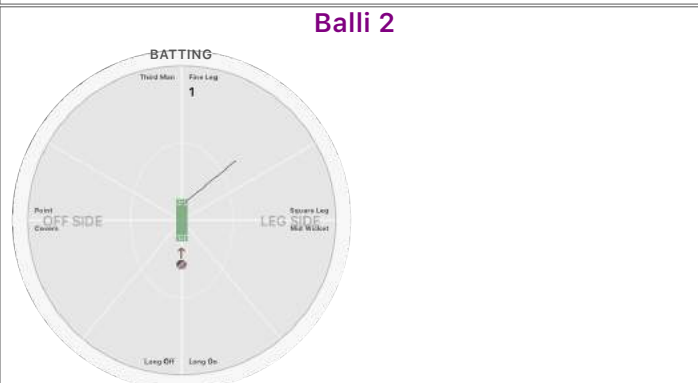 Balli 2
BATTING
Third Man Fine Leg
1
Point Square Leg
OFF SIDE LEG SIDE
Covers Mid Wicket
Long Off Long On